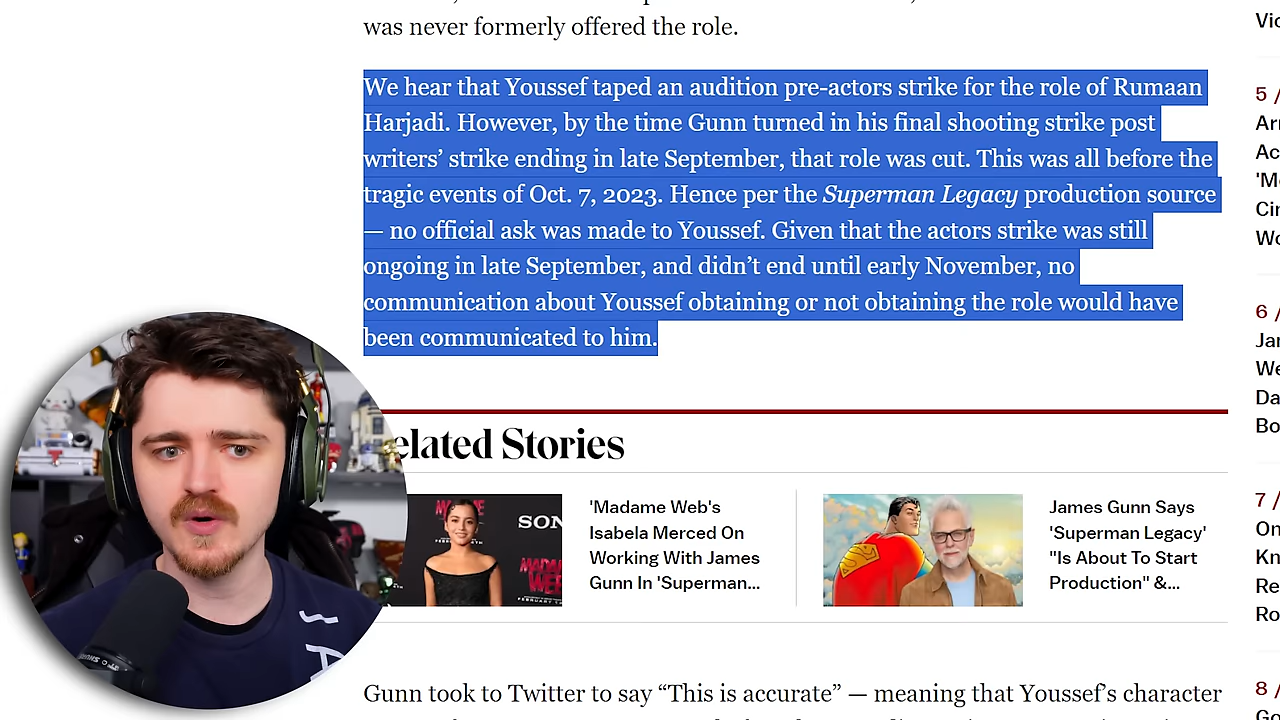 was never formerly offered the role.
We hear that Youssef taped an audition pre-actors strike for the role of Rumaan
Harjadi. However, by the time Gunn turned in his final shooting strike post
writers’ strike ending in late September, that role was cut. This was all before the
tragic events of Oct. 7, 2023. Hence per the Superman Legacy production source
— no official ask was made to Youssef. Given that the actors strike was still
ongoing in late September, and didn’t end until early November, no
communication about Youssef obtaining or not obtaining the role would have
been communicated to him.
elated Stories
SON
'Madame Web's
Isabela Merced On
Working With James
Gunn In 'Superman...
James Gunn Says
'Superman Legacy'
"Is About To Start
Production" &...
Gunn took to Twitter to say “This is accurate” — meaning that Youssef’s character
Vic
5 /
Ar
Ac
'M
Cir
Wo
6 /
Jar
We
Da
Bo
7 /
On
Kn
Re
Ro
8 /